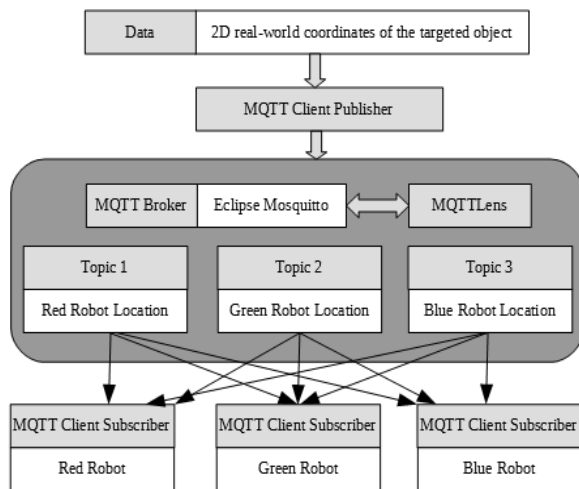 Data
2D real-world coordinates of the targeted object
MQTT Client Publisher
MQTT Broker
Eclipse Mosquitto
MQTTLens
Topic 1
Topic 2
Topic 3
Red Robot Location
Green Robot Location
Blue Robot Location
MQTT Client Subscriber
MQTT Client Subscriber
MQTT Client Subscriber
Red Robot
Green Robot
Blue Robot